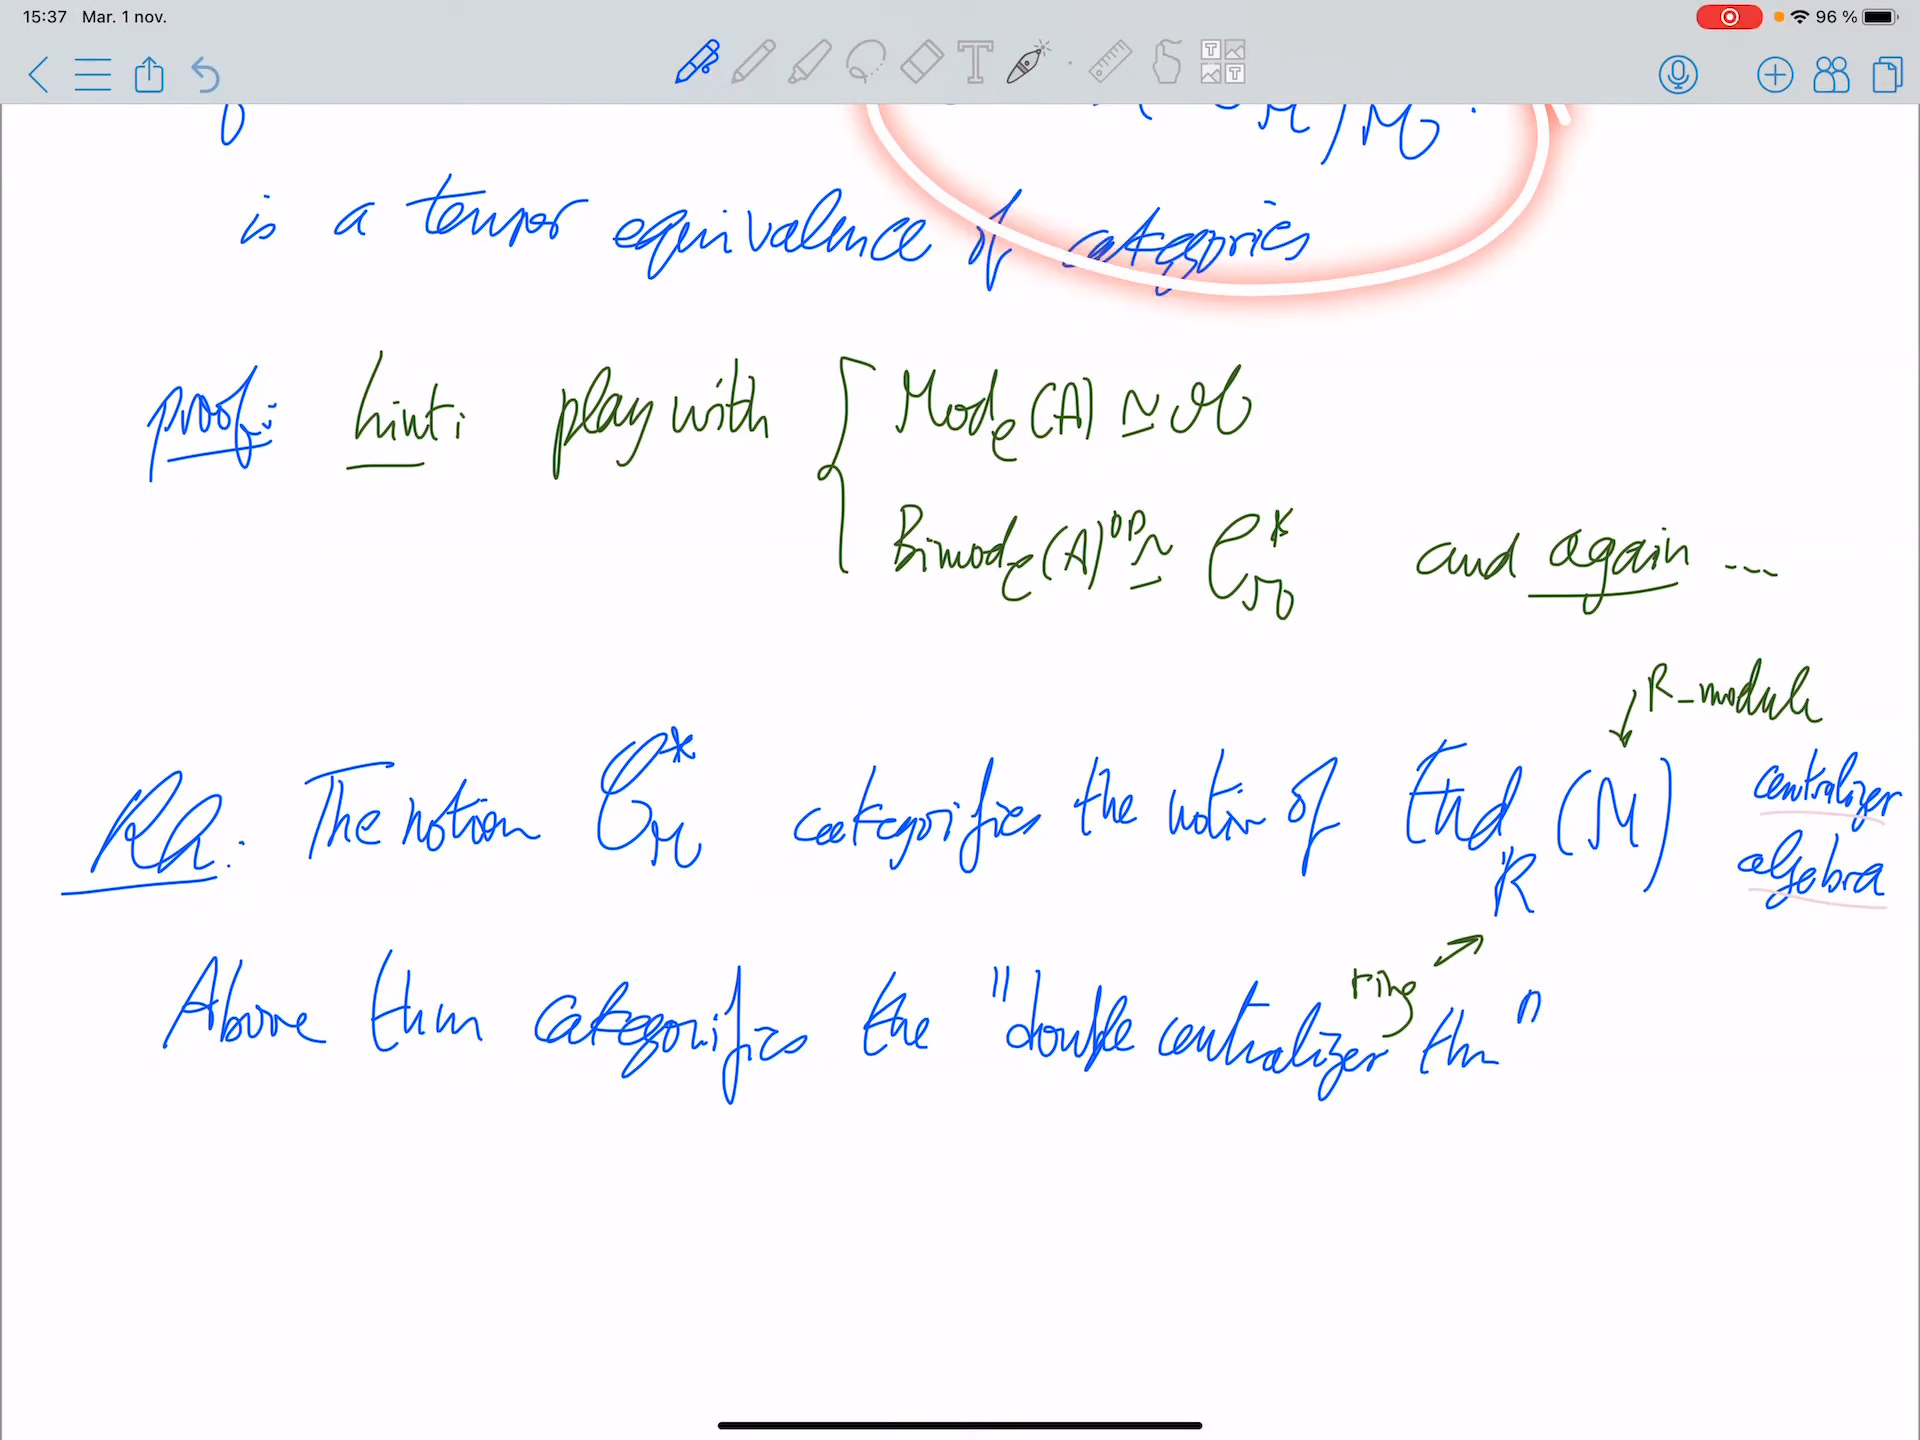 15:37 Mar. 1 nov. 96 %
(C*_M)*_M.
is a tensor equivalence of categories
proof: hint: play with { Mod_C(A) ≃ M
Bimod_C(A)^op ≃ C*_M and again ...
R-module
Rk: The notion C*_M categorifies the notion of End_R(M) centralizer
algebra
ring
Above thm categorifies the "double centralizer thm"